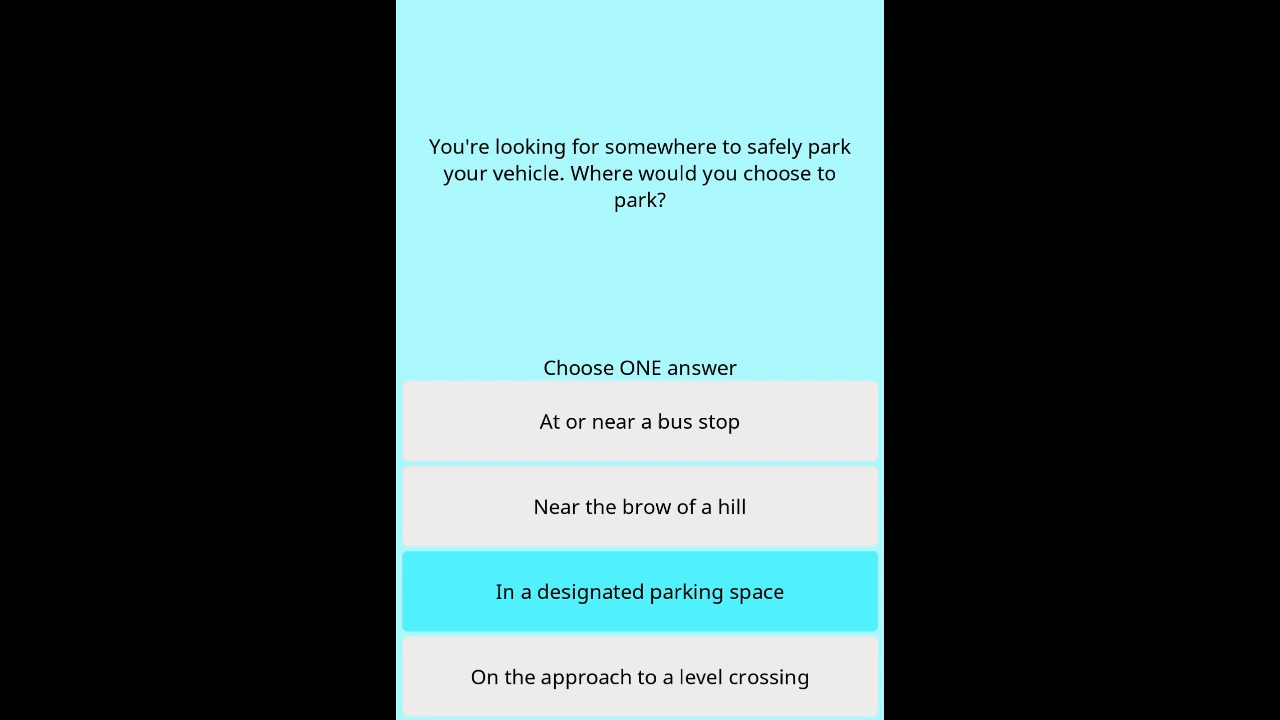 You're looking for somewhere to safely park
your vehicle. Where would you choose to
park?
Choose ONE answer
At or near a bus stop
Near the brow of a hill
In a designated parking space
On the approach to a level crossing